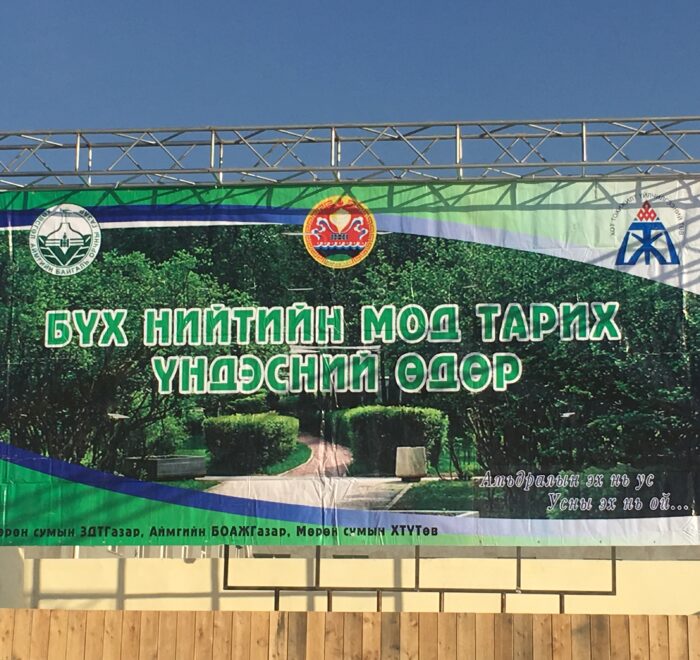 БҮХ НИЙТИЙН МОД ТАРИХ
ҮНДЭСНИЙ ӨДӨР
Амьдралын эх нь ус
Усны эх нь ой...
сумын ЗДТГазар, Аймгийн БОАЖГазар, Мөрөн сумын ХТҮТөв